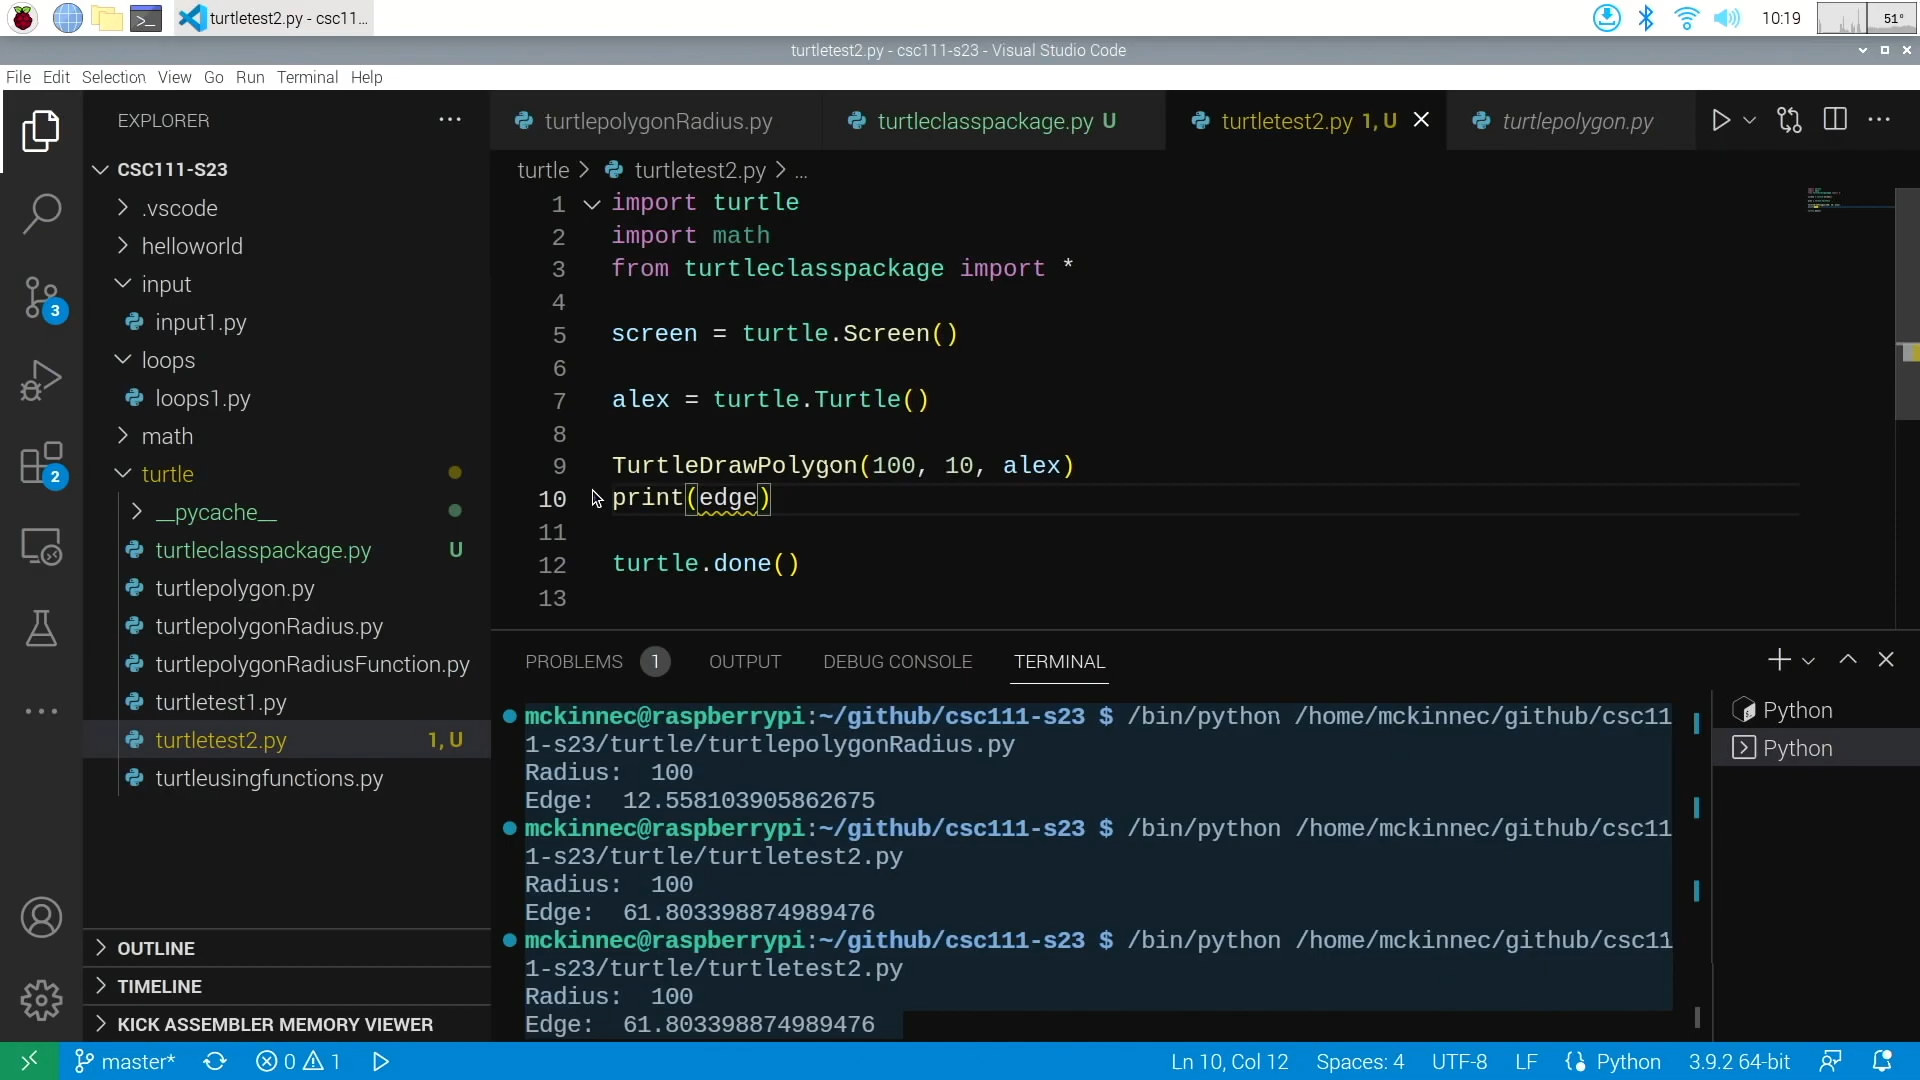 turtletest2.py - csc11...
10:19
51°
turtletest2.py - csc111-s23 - Visual Studio Code
File Edit Selection View Go Run Terminal Help
EXPLORER
turtlepolygonRadius.py
turtleclasspackage.py U
turtletest2.py 1, U
turtlepolygon.py
CSC111-S23
.vscode
helloworld
input
input1.py
loops
loops1.py
math
turtle
__pycache__
turtleclasspackage.py U
turtlepolygon.py
turtlepolygonRadius.py
turtlepolygonRadiusFunction.py
turtletest1.py
turtletest2.py 1, U
turtleusingfunctions.py
OUTLINE
TIMELINE
KICK ASSEMBLER MEMORY VIEWER
3
2
turtle > turtletest2.py > ...
1 import turtle
2 import math
3 from turtleclasspackage import *
4
5 screen = turtle.Screen()
6
7 alex = turtle.Turtle()
8
9 TurtleDrawPolygon(100, 10, alex)
10 print(edge)
11
12 turtle.done()
13
PROBLEMS 1 OUTPUT DEBUG CONSOLE TERMINAL
mckinnec@raspberrypi:~/github/csc111-s23 $ /bin/python /home/mckinnec/github/csc11
1-s23/turtle/turtlepolygonRadius.py
Radius:  100
Edge:  12.558103905862675
mckinnec@raspberrypi:~/github/csc111-s23 $ /bin/python /home/mckinnec/github/csc11
1-s23/turtle/turtletest2.py
Radius:  100
Edge:  61.803398874989476
mckinnec@raspberrypi:~/github/csc111-s23 $ /bin/python /home/mckinnec/github/csc11
1-s23/turtle/turtletest2.py
Radius:  100
Edge:  61.803398874989476
Python
Python
master* 0 1
Ln 10, Col 12 Spaces: 4 UTF-8 LF Python 3.9.2 64-bit